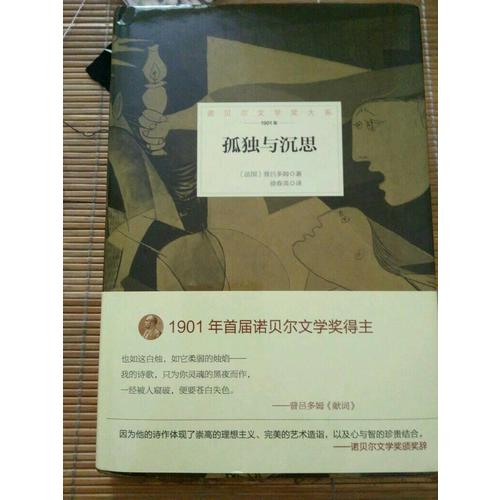 诺贝尔文学奖大系
1901年
孤独与沉思
〔法国〕普吕多姆 著
徐春英 译
1901年首届诺贝尔文学奖得主
也如这白烛,如它柔弱的烛焰——
我的诗歌,只为你灵魂的黑夜而作,
一经被人窥破,便要苍白失色。
——普吕多姆《献词》
因为他的诗作体现了崇高的理想主义、完美的艺术造诣,以及心与智的珍贵结合。
——诺贝尔文学奖颁奖辞